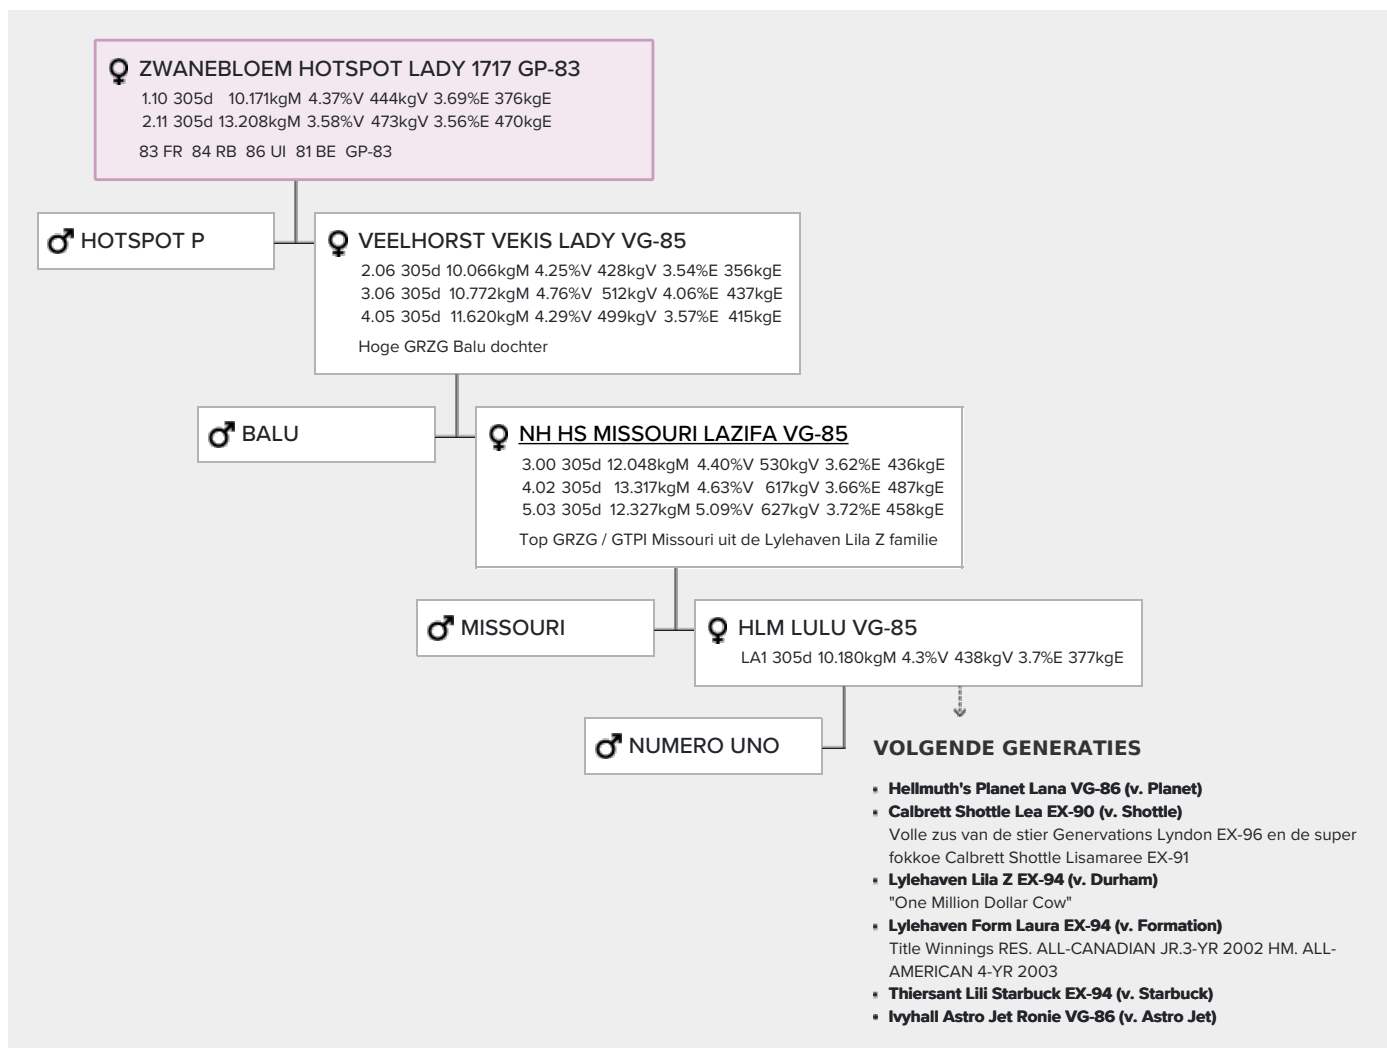 ZWANEBLOEM HOTSPOT LADY 1717 GP-83
1.10 305d 10.171kgM 4.37%V 444kgV 3.69%E 376kgE
2.11 305d 13.208kgM 3.58%V 473kgV 3.56%E 470kgE
83 FR 84 RB 86 UI 81 BE GP-83
HOTSPOT P
VEELHORST VEKIS LADY VG-85
2.06 305d 10.066kgM 4.25%V 428kgV 3.54%E 356kgE
3.06 305d 10.772kgM 4.76%V 512kgV 4.06%E 437kgE
4.05 305d 11.620kgM 4.29%V 499kgV 3.57%E 415kgE
Hoge GRZG Balu dochter
BALU
NH HS MISSOURI LAZIFA VG-85
3.00 305d 12.048kgM 4.40%V 530kgV 3.62%E 436kgE
4.02 305d 13.317kgM 4.63%V 617kgV 3.66%E 487kgE
5.03 305d 12.327kgM 5.09%V 627kgV 3.72%E 458kgE
Top GRZG / GTPI Missouri uit de Lylehaven Lila Z familie
MISSOURI
HLM LULU VG-85
LA1 305d 10.180kgM 4.3%V 438kgV 3.7%E 377kgE
NUMERO UNO
VOLGENDE GENERATIES
Hellmuth's Planet Lana VG-86 (v. Planet)
Calbrett Shottle Lea EX-90 (v. Shottle)
Volle zus van de stier Genervations Lyndon EX-96 en de super
fokkoe Calbrett Shottle Lisamaree EX-91
Lylehaven Lila Z EX-94 (v. Durham)
"One Million Dollar Cow"
Lylehaven Form Laura EX-94 (v. Formation)
Title Winnings RES. ALL-CANADIAN JR.3-YR 2002 HM. ALL-
AMERICAN 4-YR 2003
Thiersant Lili Starbuck EX-94 (v. Starbuck)
Ivyhall Astro Jet Ronie VG-86 (v. Astro Jet)